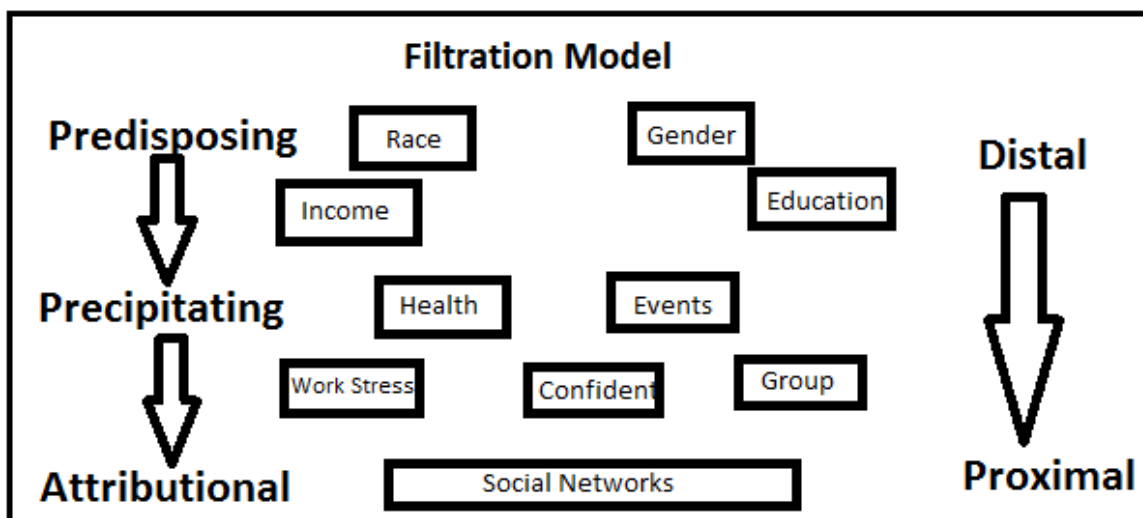 Filtration Model
Predisposing
Race
Gender
Distal
Income
Education
Precipitating
Health
Events
Work Stress
Confident
Group
Attributional
Social Networks
Proximal